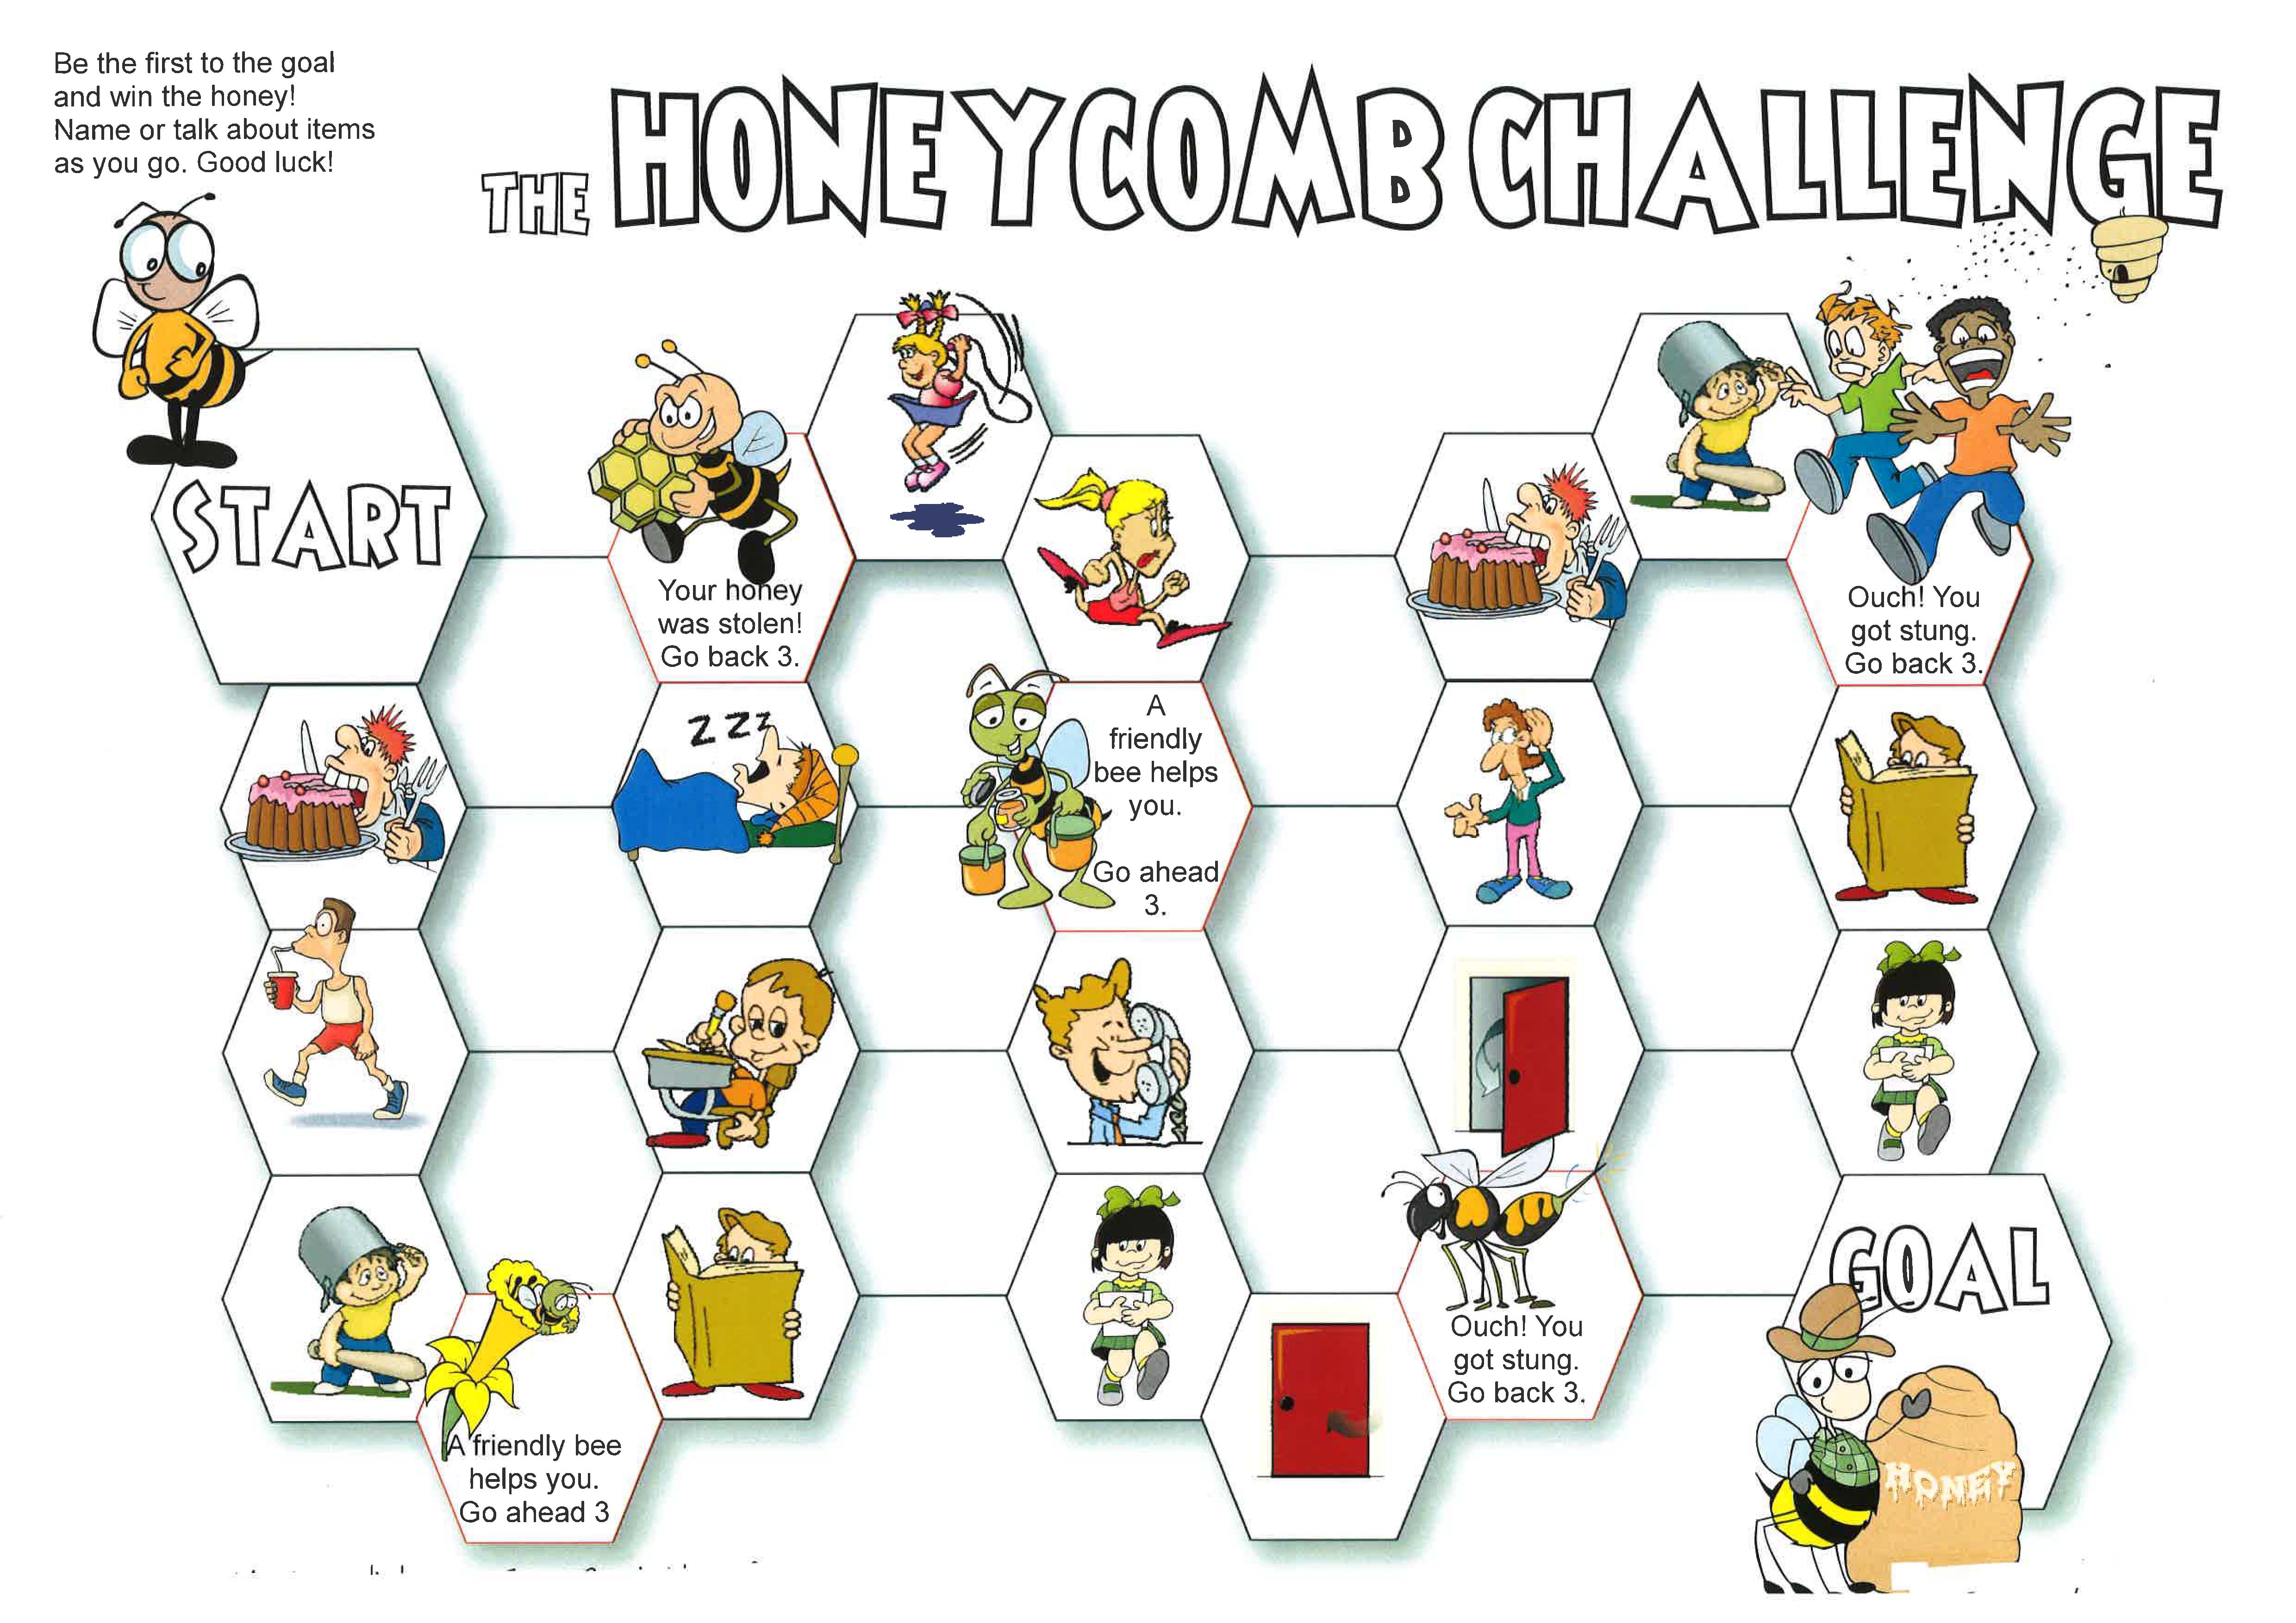 Be the first to the goal
and win the honey!
Name or talk about items
as you go. Good luck!
THE HONEYCOMB CHALLENGE
START
Your honey
was stolen!
Go back 3.
Ouch! You
got stung.
Go back 3.
ZZZ
A
friendly
bee helps
you.
Go ahead
3.
Ouch! You
got stung.
Go back 3.
GOAL
A friendly bee
helps you.
Go ahead 3
HONEY